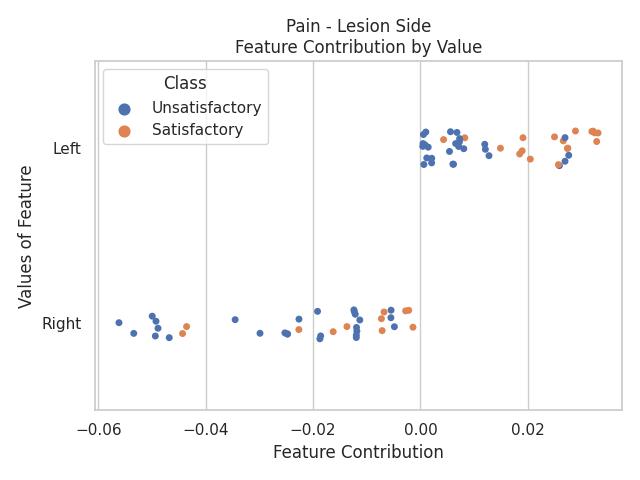 Pain - Lesion Side
Feature Contribution by Value
Class
Unsatisfactory
Satisfactory
Left
Right
Values of Feature
−0.06
−0.04
−0.02
0.00
0.02
Feature Contribution